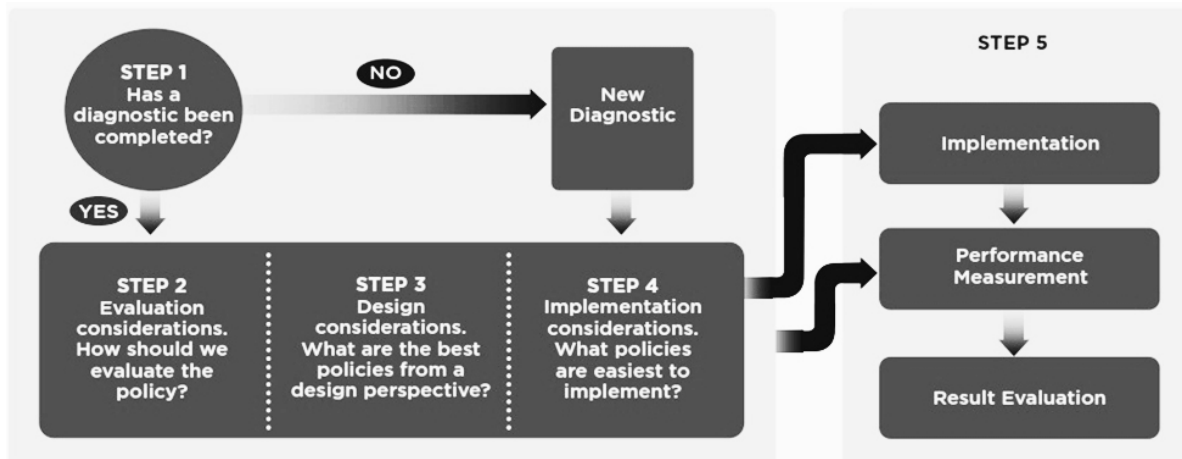 STEP 1
Has a
diagnostic been
completed?
NO
New
Diagnostic
YES
STEP 2
Evaluation
considerations.
How should we
evaluate the
policy?
STEP 3
Design
considerations.
What are the best
policies from a
design perspective?
STEP 4
Implementation
considerations.
What policies
are easiest to
implement?
STEP 5
Implementation
Performance
Measurement
Result Evaluation